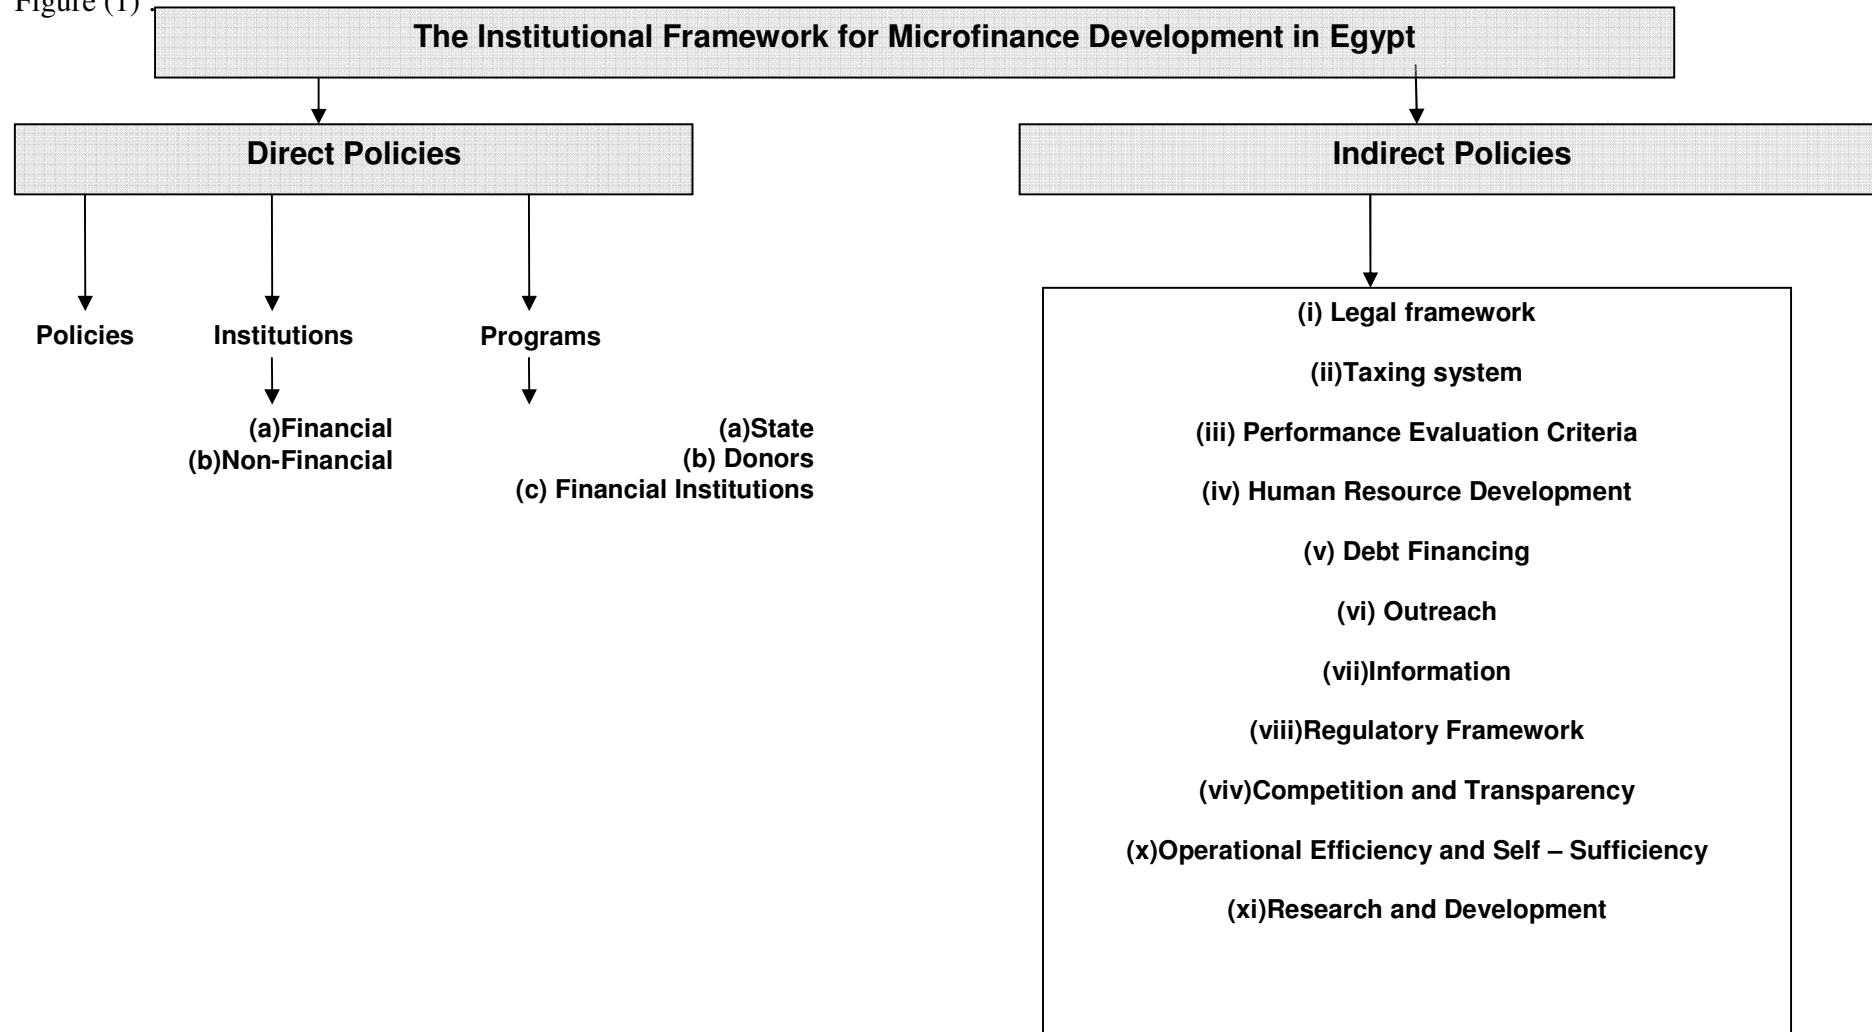 Figure (1) .
The Institutional Framework for Microfinance Development in Egypt
Direct Policies
Indirect Policies
Policies
Institutions
Programs
(a)Financial
(b)Non-Financial
(a)State
(b) Donors
(c) Financial Institutions
(i) Legal framework
(ii)Taxing system
(iii) Performance Evaluation Criteria
(iv) Human Resource Development
(v) Debt Financing
(vi) Outreach
(vii)Information
(viii)Regulatory Framework
(viv)Competition and Transparency
(x)Operational Efficiency and Self – Sufficiency
(xi)Research and Development